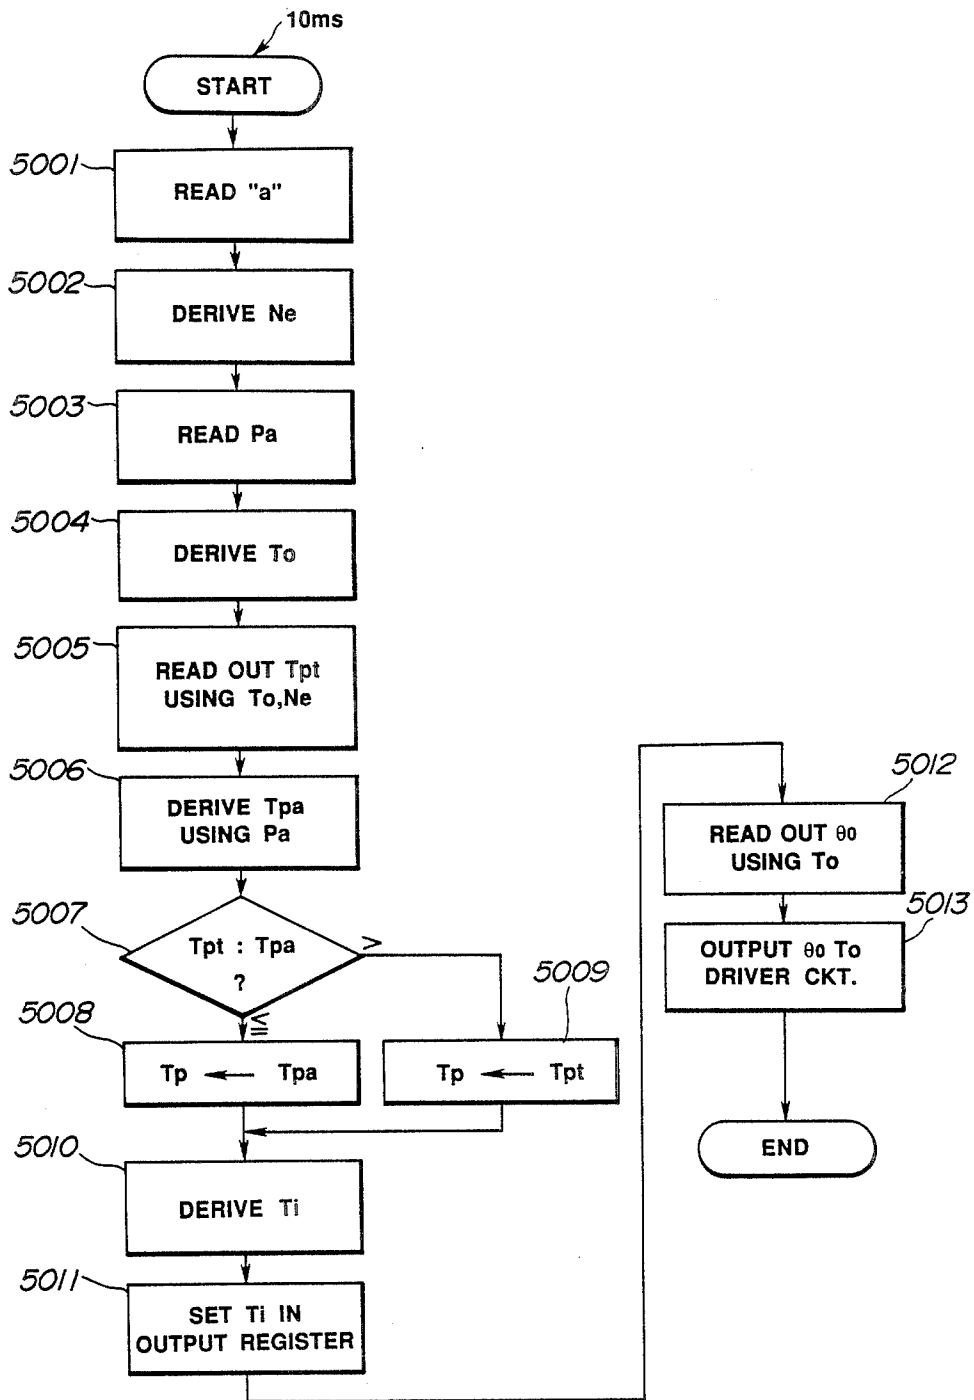 10ms
START
5001
READ "a"
5002
DERIVE Ne
5003
READ Pa
5004
DERIVE To
5005
READ OUT Tpt
USING To,Ne
5006
DERIVE Tpa
USING Pa
5007
Tpt : Tpa
?
>
≦
5008
Tp ← Tpa
5009
Tp ← Tpt
5010
DERIVE Ti
5011
SET Ti IN
OUTPUT REGISTER
5012
READ OUT θ0
USING To
5013
OUTPUT θ0 To
DRIVER CKT.
END